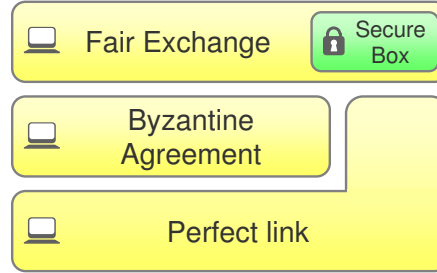 Fair Exchange
Secure
Box
Byzantine
Agreement
Perfect link